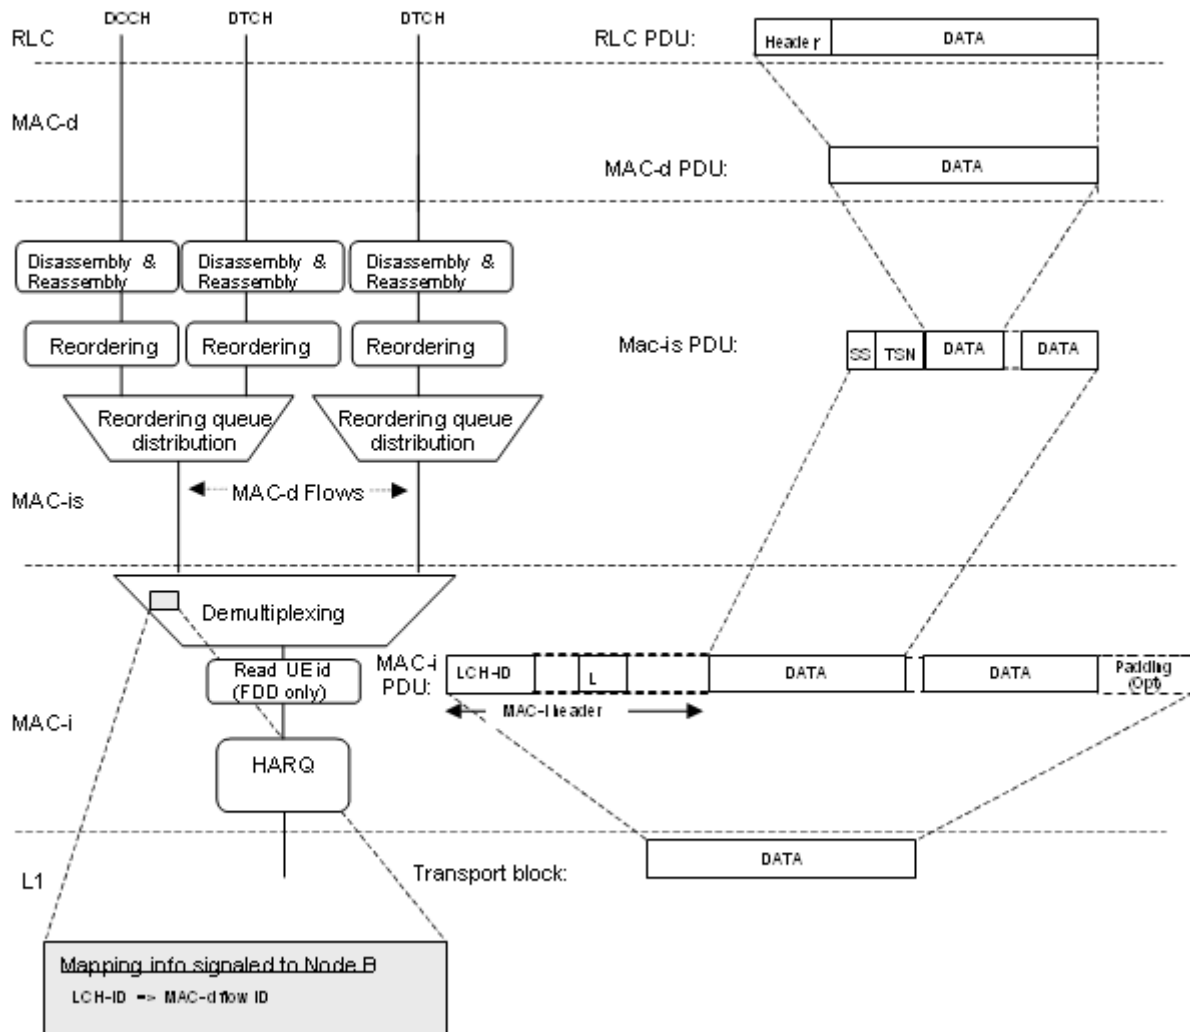 DCCH DTCH DTCH
RLC
RLC PDU:
Header DATA
MAC-d
MAC-d PDU:
DATA
Disassembly & Reassembly
Disassembly & Reassembly
Disassembly & Reassembly
Reordering Reordering Reordering
Mac-is PDU:
SS TSN DATA DATA
Reordering queue
distribution
Reordering queue
distribution
MAC-d Flows
MAC-is
Demultiplexing
Read UE id
(FDD only)
MAC-i
PDU:
LCH-ID L DATA DATA Padding
(Opt)
MAC-i header
MAC-i
HARQ
DATA
Transport block:
L1
Mapping info signaled to Node B
LCH-ID => MAC-d flow ID